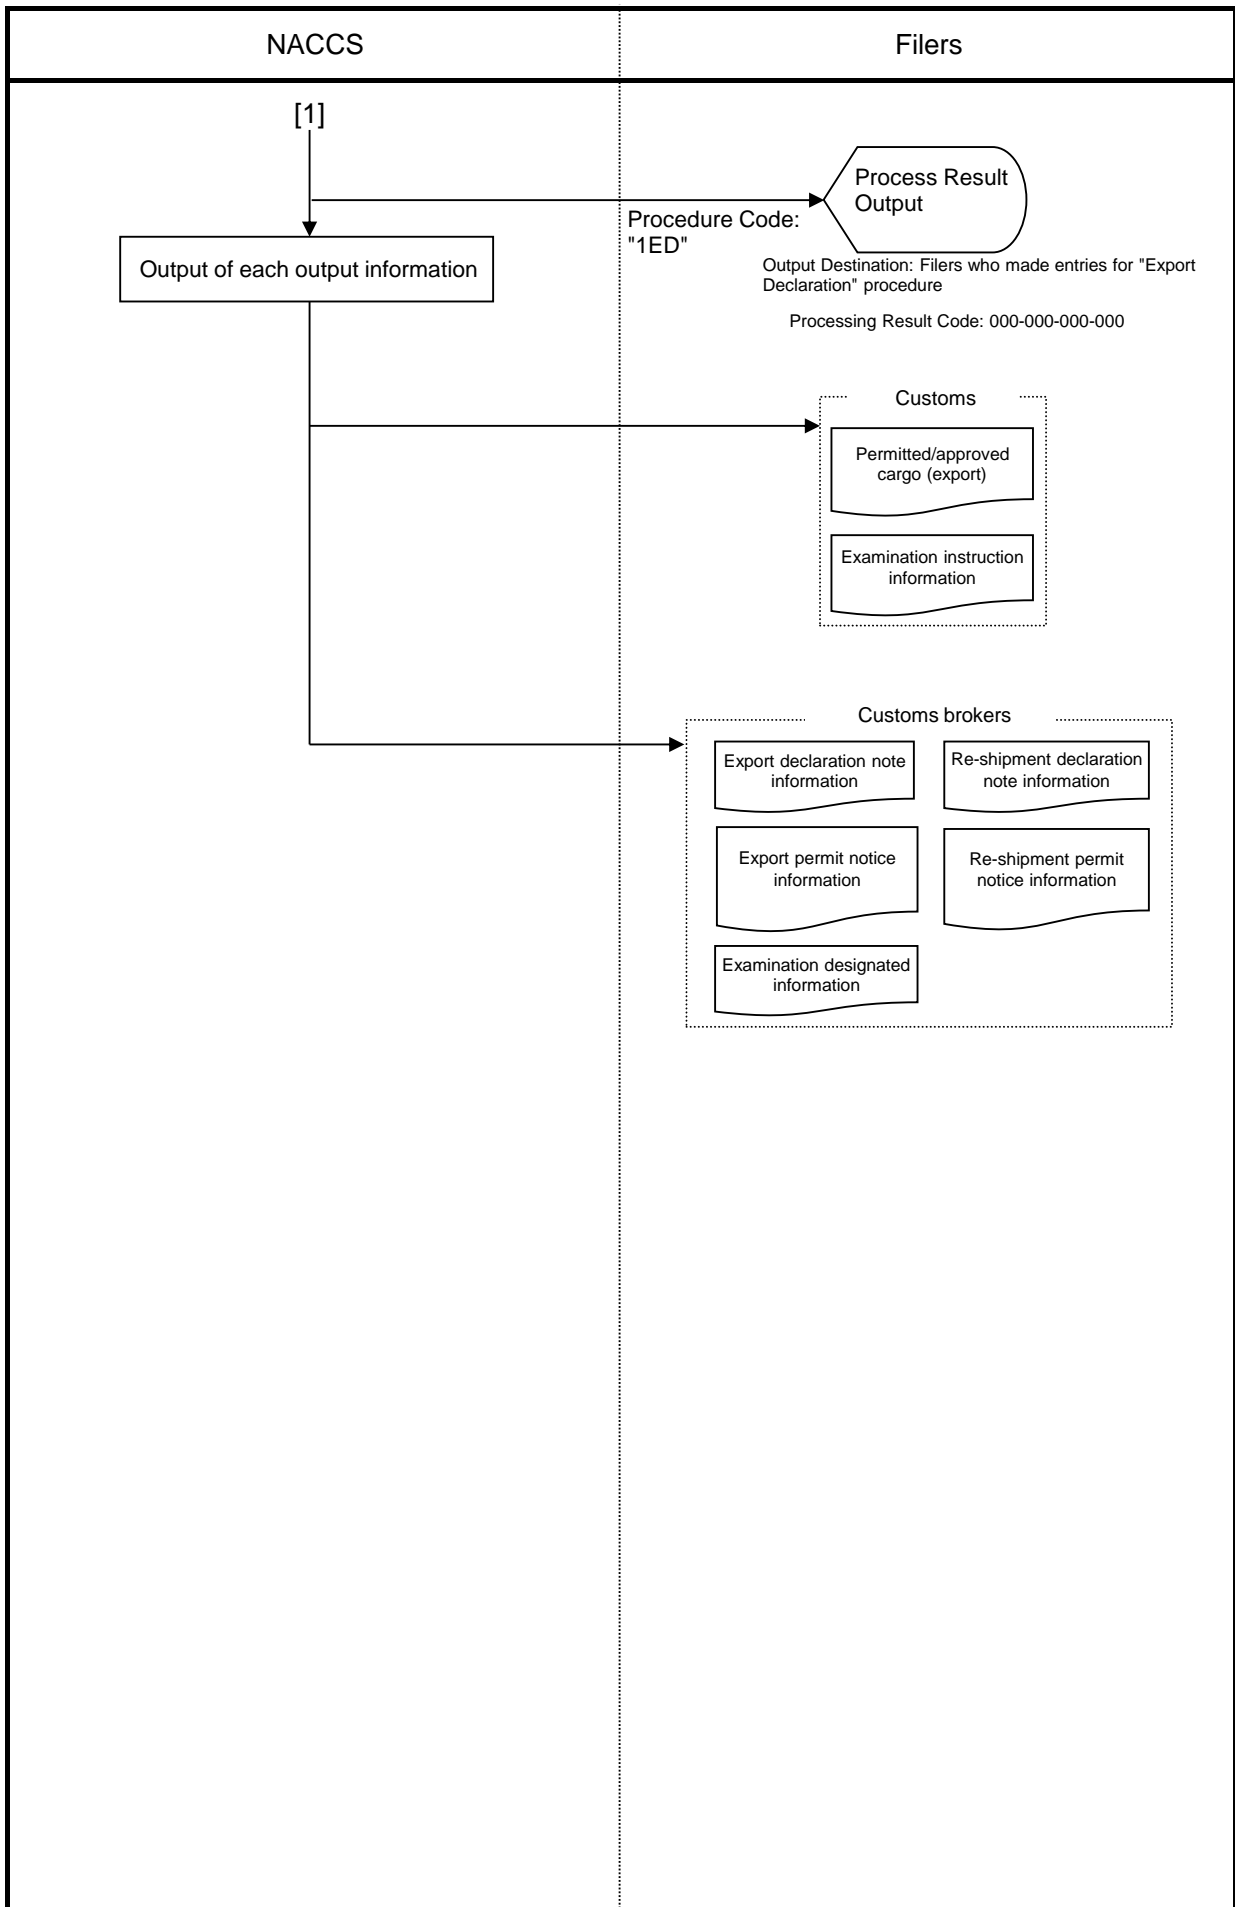 NACCS
Filers
[1]
Process Result
Output
Procedure Code:
"1ED"
Output of each output information
Output Destination: Filers who made entries for "Export
Declaration" procedure
Processing Result Code: 000-000-000-000
Customs
Permitted/approved
cargo (export)
Examination instruction
information
Customs brokers
Export declaration note
information
Re-shipment declaration
note information
Export permit notice
information
Re-shipment permit
notice information
Examination designated
information